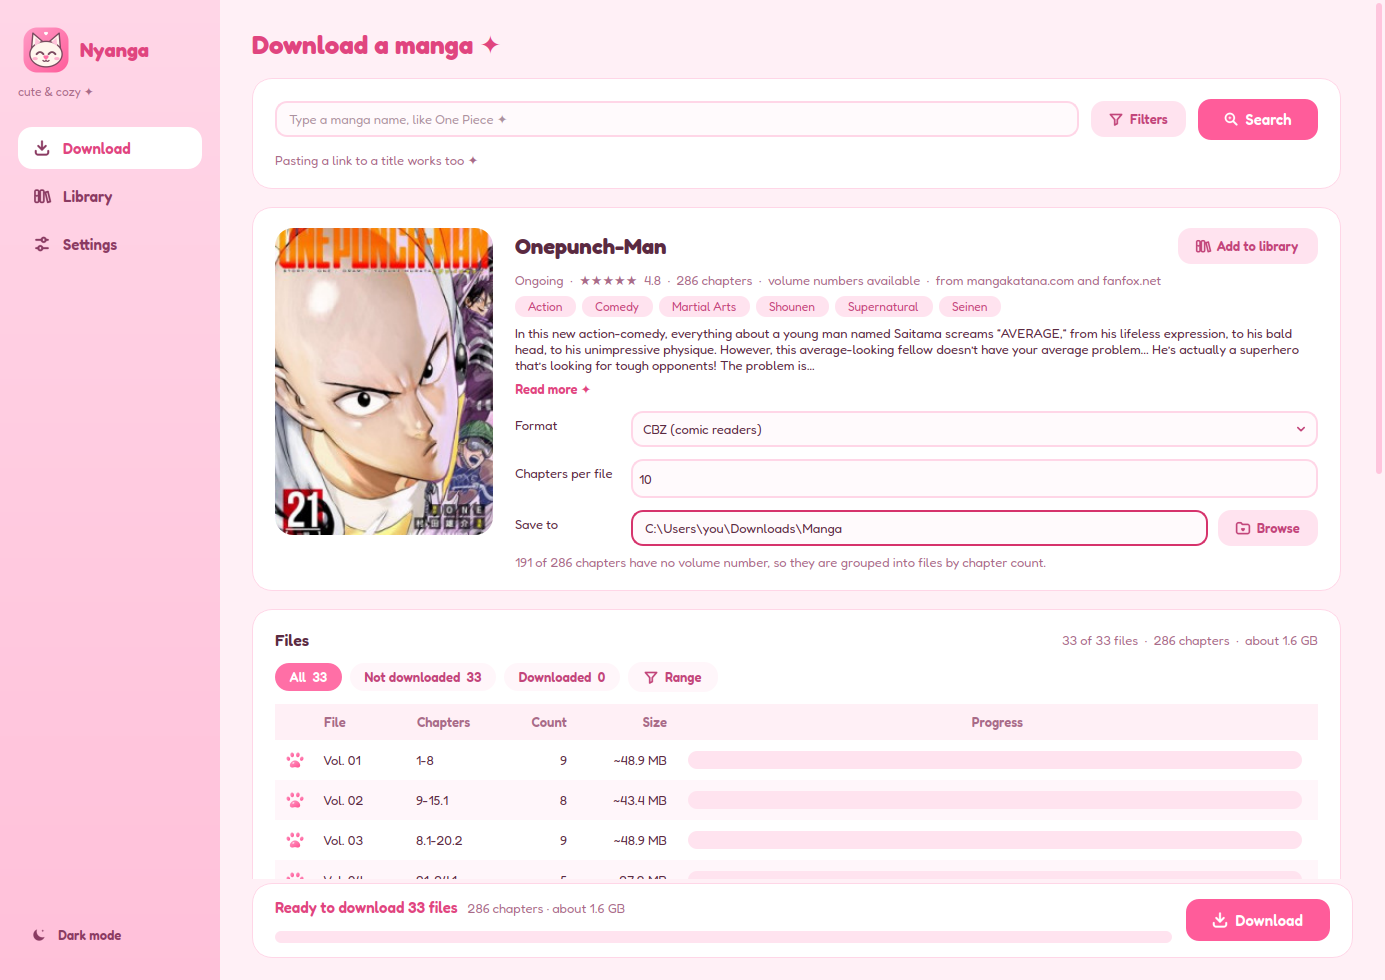 Nyanga
cute & cozy ✦
Download
Library
Settings
Dark mode
Download a manga ✦
Type a manga name, like One Piece ✦
Filters
Search
Pasting a link to a title works too ✦
ONEPUNCH-MAN
21
ONE
Onepunch-Man
Add to library
Ongoing · ★★★★★ 4.8 · 286 chapters · volume numbers available · from mangakatana.com and fanfox.net
Action Comedy Martial Arts Shounen Supernatural Seinen
In this new action-comedy, everything about a young man named Saitama screams "AVERAGE," from his lifeless expression, to his bald
head, to his unimpressive physique. However, this average-looking fellow doesn't have your average problem... He's actually a superhero
that's looking for tough opponents! The problem is...
Read more ✦
Format
CBZ (comic readers)
Chapters per file
10
Save to
C:\Users\you\Downloads\Manga
Browse
191 of 286 chapters have no volume number, so they are grouped into files by chapter count.
Files
33 of 33 files · 286 chapters · about 1.6 GB
All 33
Not downloaded 33
Downloaded 0
Range
File Chapters Count Size Progress
Vol. 01 1-8 9 ~48.9 MB
Vol. 02 9-15.1 8 ~43.4 MB
Vol. 03 8.1-20.2 9 ~48.9 MB
Ready to download 33 files 286 chapters · about 1.6 GB
Download